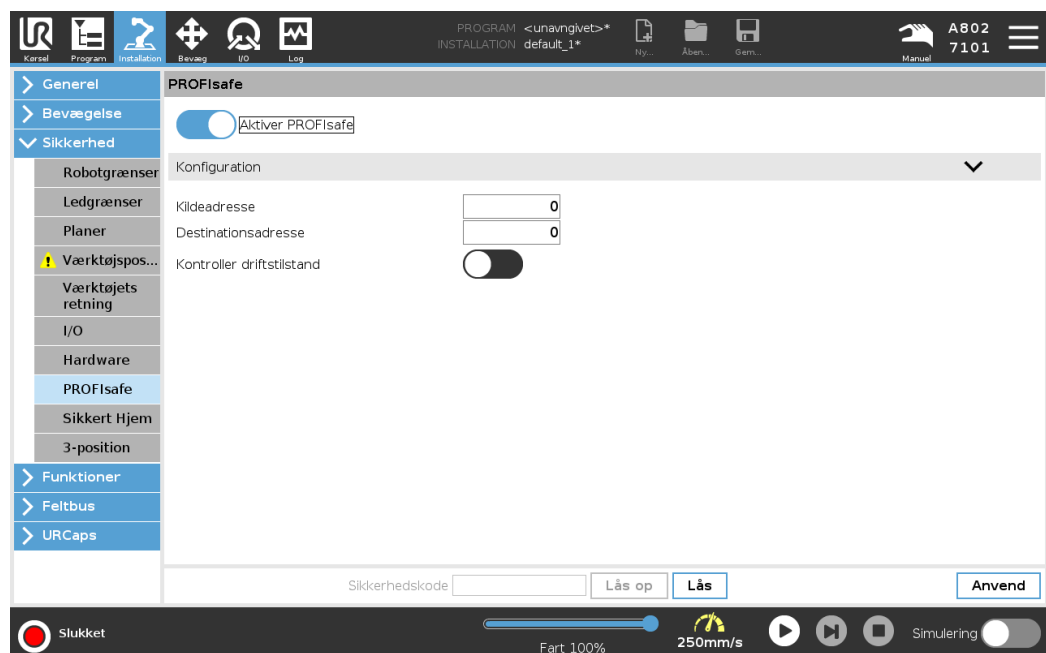 PROGRAM <unavngivet>*
INSTALLATION default_1*
UR
Kørsel
Program
Installation
Bevæg
I/O
Log
Ny...
Åben...
Gem...
Manuel
A802
7101
Generel
Bevægelse
Sikkerhed
Robotgrænser
Ledgrænser
Planer
Værktøjspos...
Værktøjets
retning
I/O
Hardware
PROFIsafe
Sikkert Hjem
3-position
Funktioner
Feltbus
URCaps
PROFIsafe
Aktiver PROFIsafe
Konfiguration
Kildeadresse 0
Destinationsadresse 0
Kontroller driftstilstand
Sikkerhedskode
Lås op
Lås
Anvend
Slukket
Fart 100%
250mm/s
Simulering